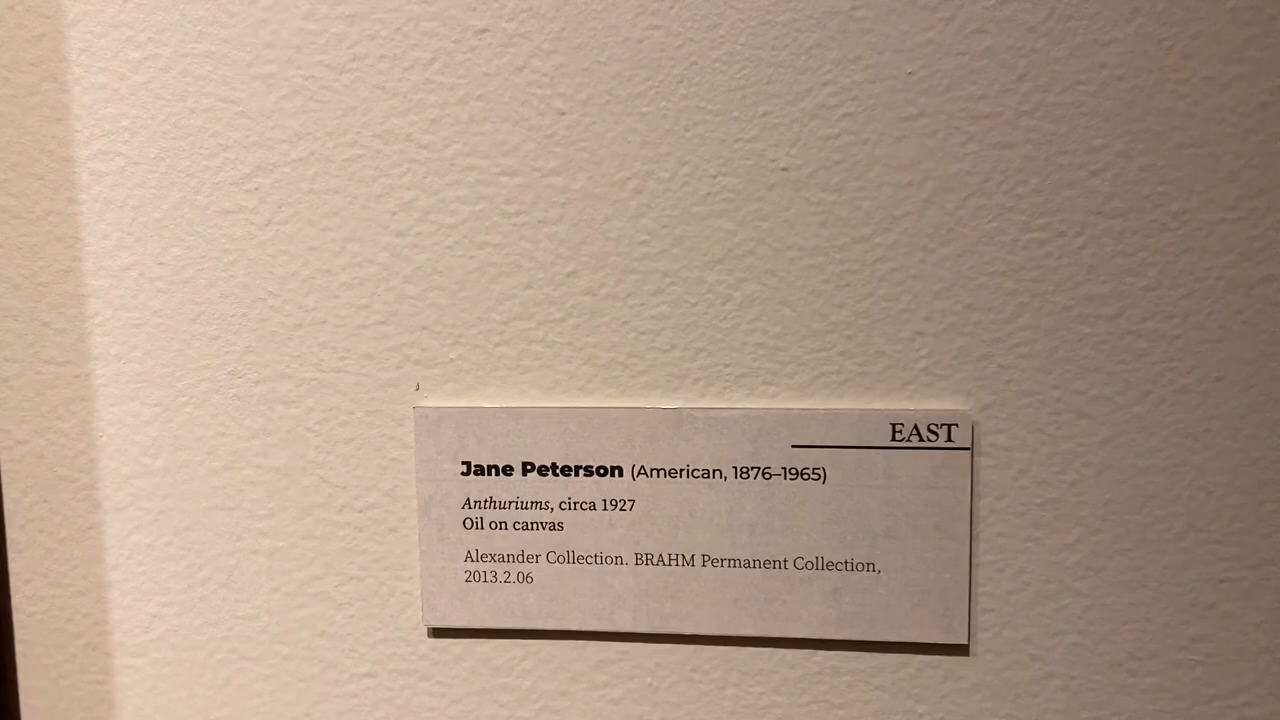 EAST
Jane Peterson (American, 1876–1965)
Anthuriums, circa 1927
Oil on canvas
Alexander Collection. BRAHM Permanent Collection,
2013.2.06